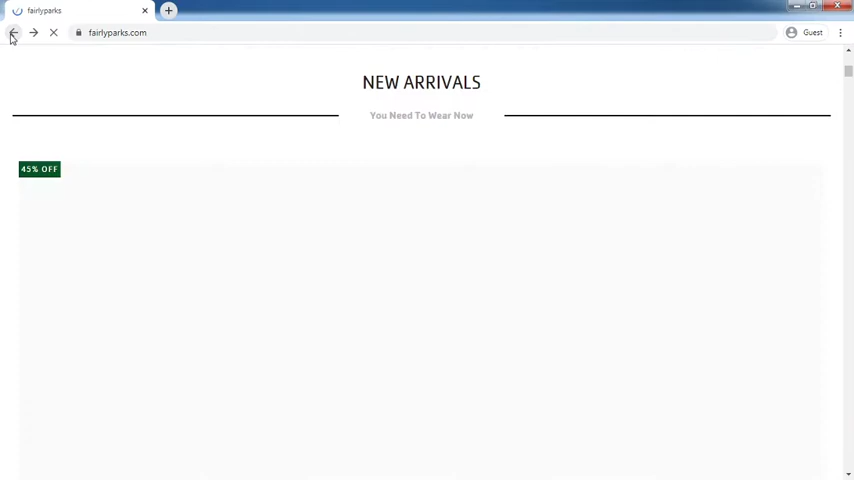 fairlyparks
fairlyparks.com
Guest
NEW ARRIVALS
You Need To Wear Now
45% OFF